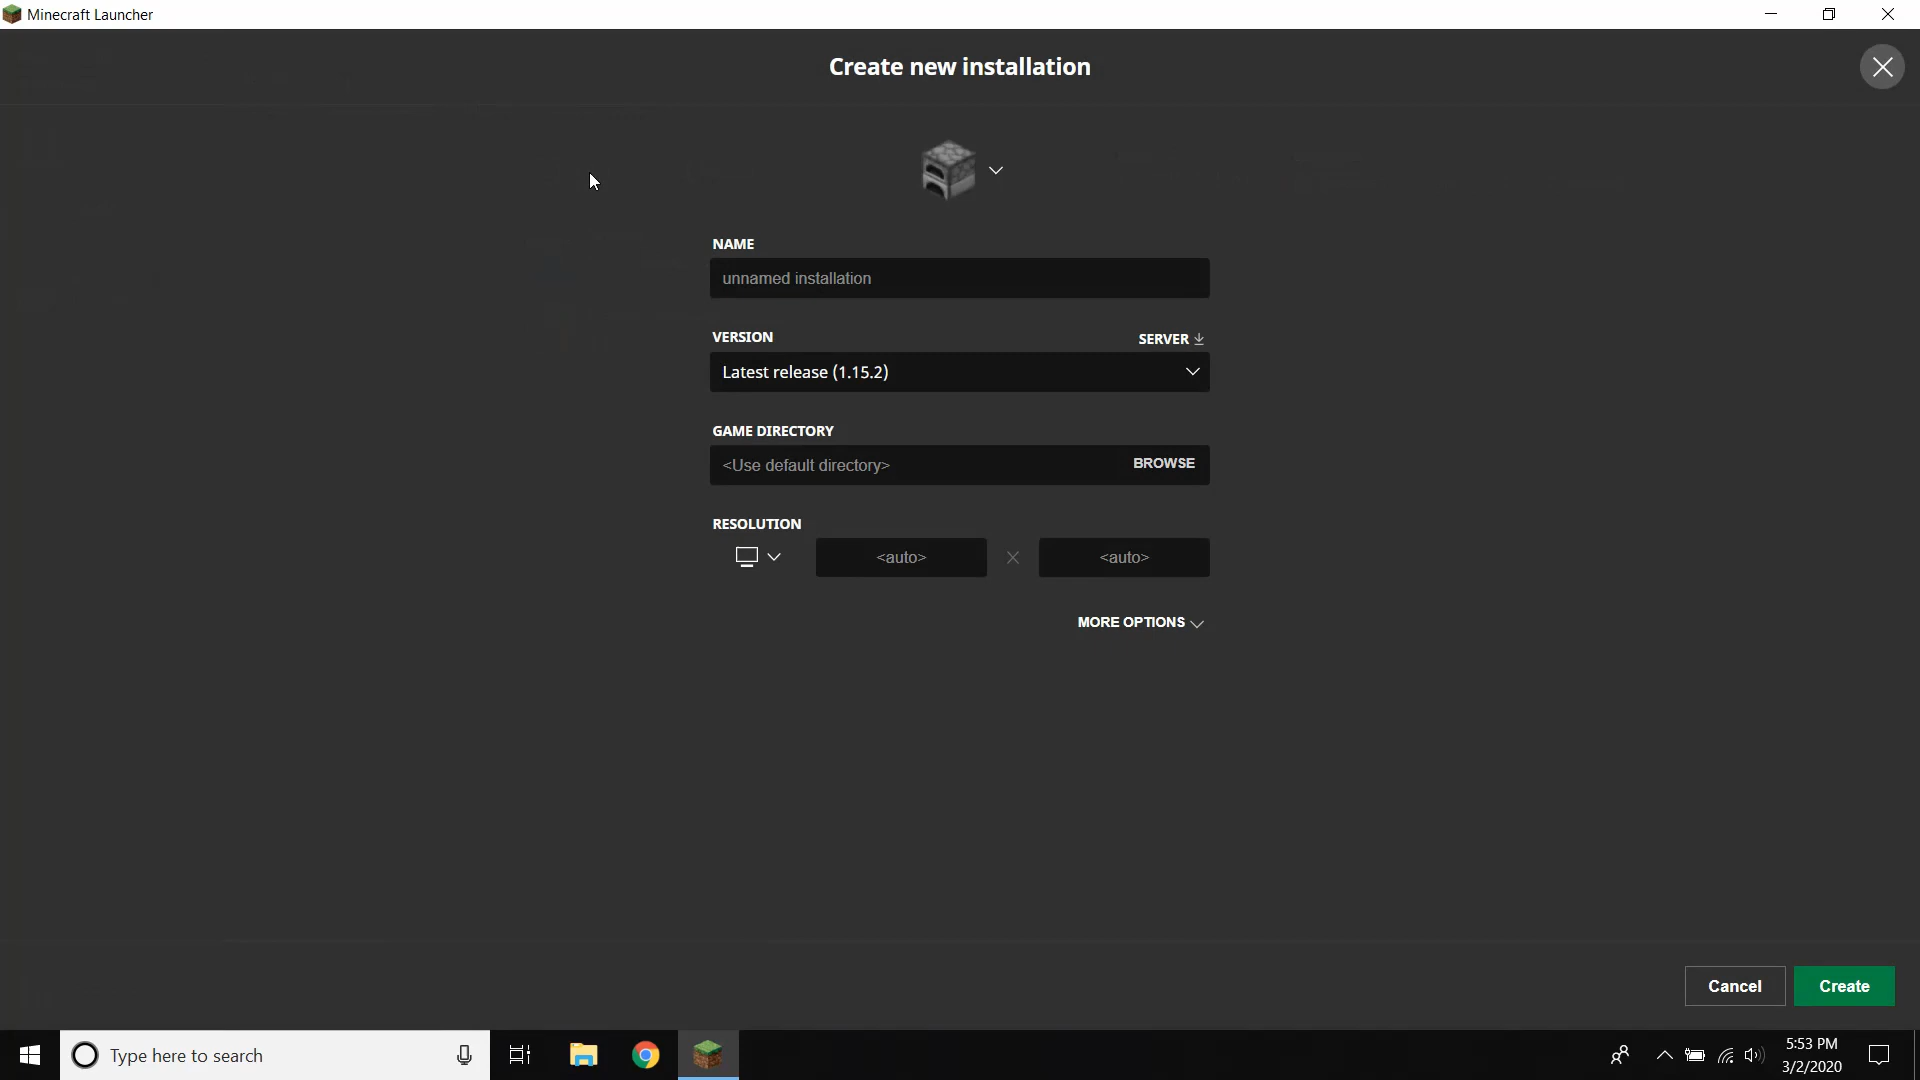 Minecraft Launcher
Create new installation
NAME
unnamed installation
VERSION
SERVER
Latest release (1.15.2)
GAME DIRECTORY
<Use default directory>
BROWSE
RESOLUTION
<auto>
<auto>
MORE OPTIONS
Cancel
Create
Type here to search
5:53 PM
3/2/2020